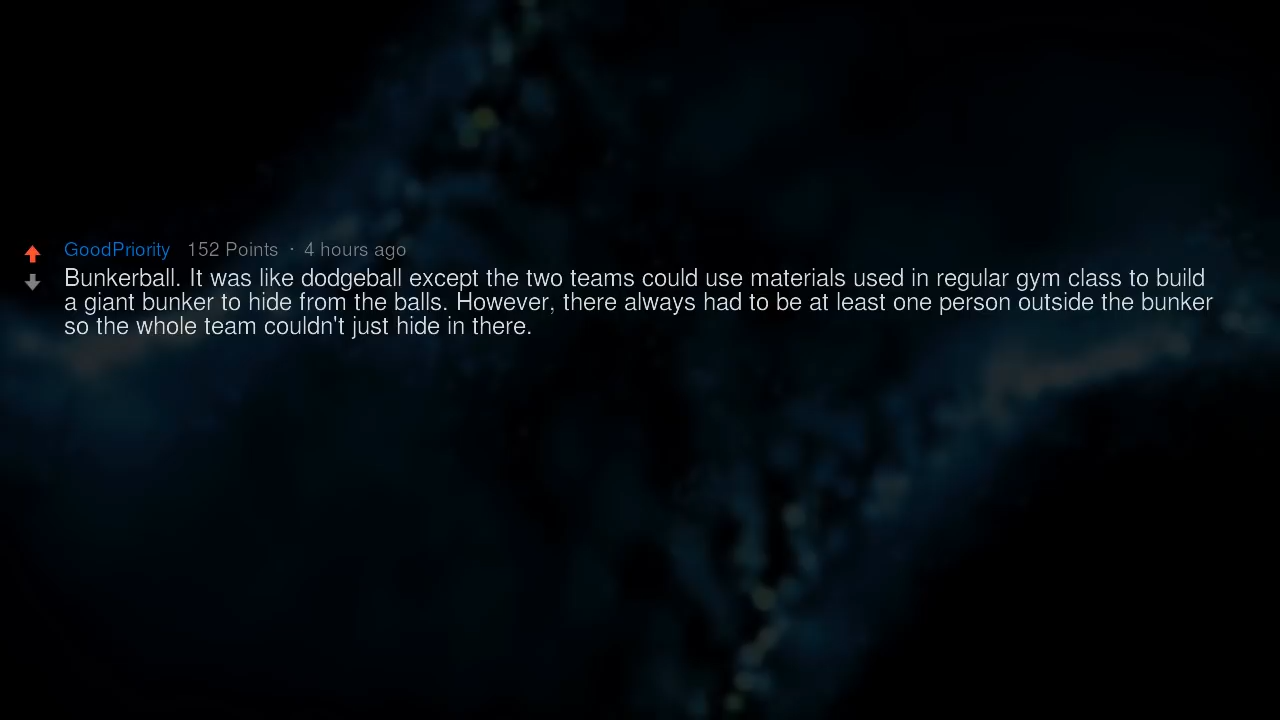 GoodPriority 152 Points · 4 hours ago
Bunkerball. It was like dodgeball except the two teams could use materials used in regular gym class to build
a giant bunker to hide from the balls. However, there always had to be at least one person outside the bunker
so the whole team couldn't just hide in there.